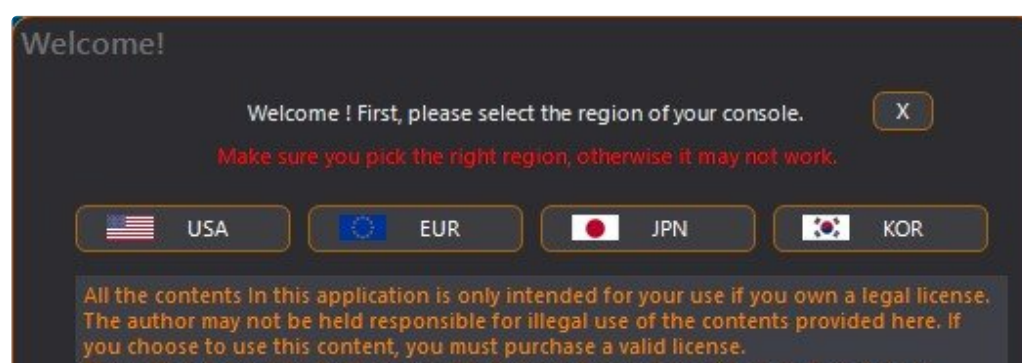 Welcome!
Welcome ! First, please select the region of your console.
X
Make sure you pick the right region, otherwise it may not work.
USA
EUR
JPN
KOR
All the contents In this application is only intended for your use if you own a legal license.
The author may not be held responsible for illegal use of the contents provided here. If
you choose to use this content, you must purchase a valid license.